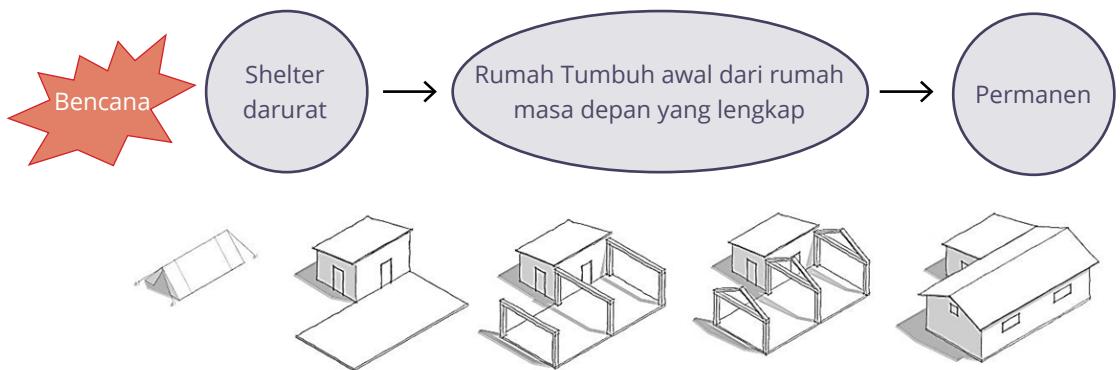 Bencana
Shelter
darurat
Rumah Tumbuh awal dari rumah
masa depan yang lengkap
Permanen